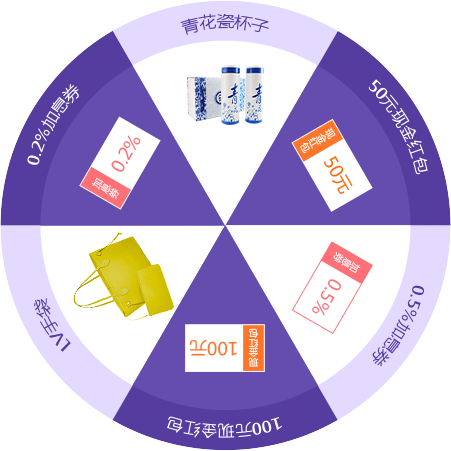 青花瓷杯子
青花
50元现金红包
现金红包
50元
0.5%加息券
加息券
0.5%
100元现金红包
现金红包
100元
LV手袋
0.2%加息券
加息券
0.2%